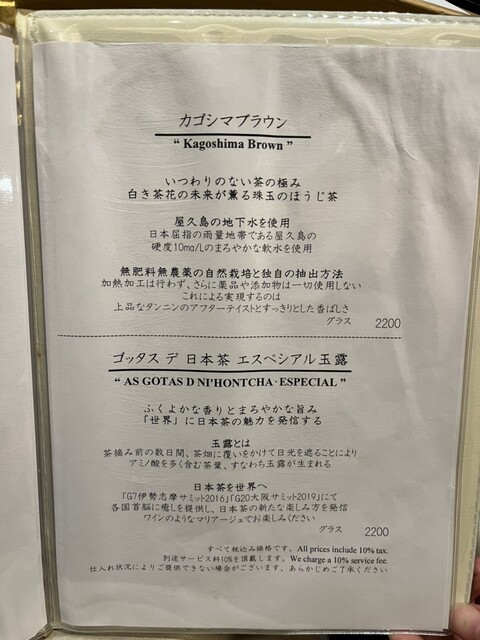 カゴシマブラウン
“ Kagoshima Brown ”
いつわりのない茶の極み
白き茶花の未来が薫る珠玉のほうじ茶
屋久島の地下水を使用
日本屈指の雨量地帯である屋久島の
硬度10mg/Lのまろやかな軟水を使用
無肥料無農薬の自然栽培と独自の抽出方法
加熱加工は行わず、さらに薬品や添加物は一切使用しない
これによる実現するのは
上品なタンニンのアフターテイストとすっきりとした香ばしさ
グラス 2200
ゴッタス デ 日本茶 エスペシアル玉露
“ AS GOTAS D NI'HONTCHA·ESPECIAL ”
ふくよかな香りとまろやかな旨み
「世界」に日本茶の魅力を発信する
玉露とは
茶摘み前の数日間、茶畑に覆いをかけて日光を遮ることにより
アミノ酸を多く含む茶葉、すなわち玉露が生まれる
日本茶を世界へ
「G7伊勢志摩サミット2016」「G20大阪サミット2019」にて
各国首脳に癒しを提供し、日本茶の新たな楽しみ方を発信
ワインのようなマリアージュでお楽しみください
グラス 2200
すべて税込み価格です。All prices include 10% tax.
別途サービス料10%を頂戴します。We charge a 10% service fee.
仕入れ状況によりご提供できない場合がございます、あらかじめご了承ください